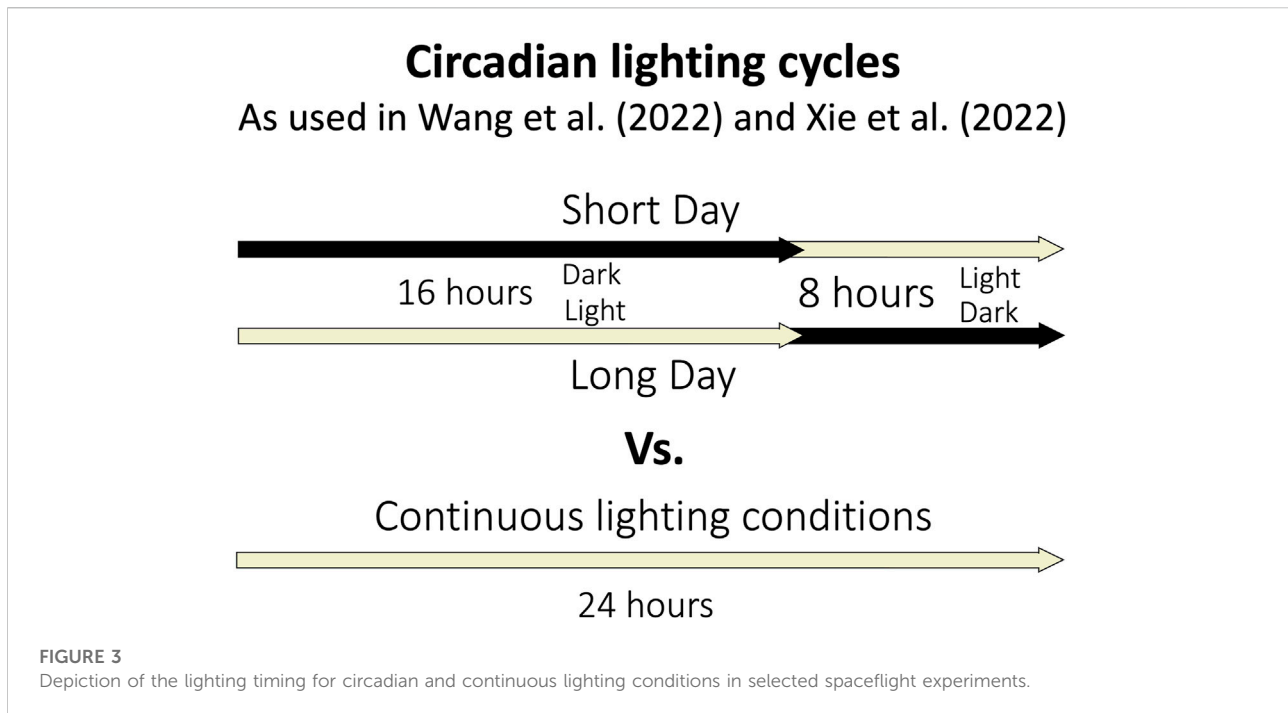 Circadian lighting cycles
As used in Wang et al. (2022) and Xie et al. (2022)
Short Day
16 hours
Dark
Light
8 hours
Light
Dark
Long Day
Vs.
Continuous lighting conditions
24 hours
FIGURE 3
Depiction of the lighting timing for circadian and continuous lighting conditions in selected spaceflight experiments.